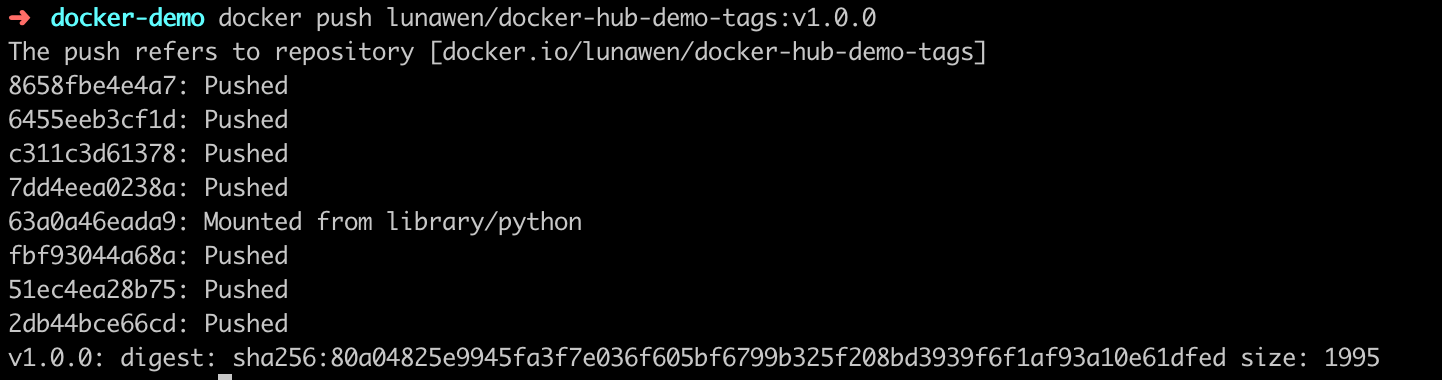 ➜ docker-demo docker push lunawen/docker-hub-demo-tags:v1.0.0
The push refers to repository [docker.io/lunawen/docker-hub-demo-tags]
8658fbe4e4a7: Pushed
6455eeb3cf1d: Pushed
c311c3d61378: Pushed
7dd4eea0238a: Pushed
63a0a46eada9: Mounted from library/python
fbf93044a68a: Pushed
51ec4ea28b75: Pushed
2db44bce66cd: Pushed
v1.0.0: digest: sha256:80a04825e9945fa3f7e036f605bf6799b325f208bd3939f6f1af93a10e61dfed size: 1995